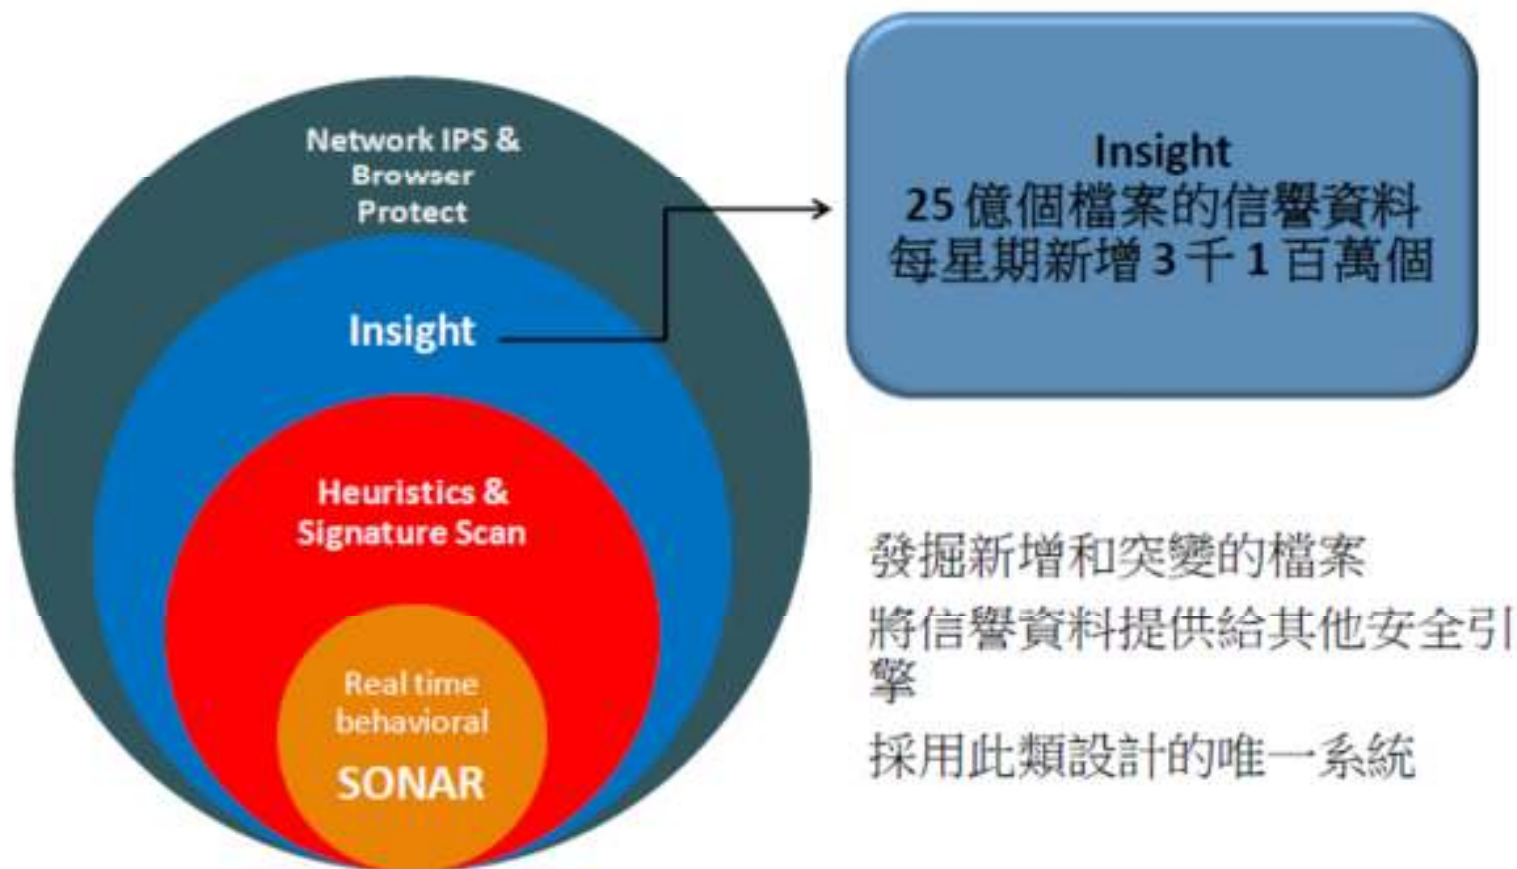 Network IPS &
Browser
Protect
Insight
Heuristics &
Signature Scan
Real time
behavioral
SONAR
Insight
25億個檔案的信譽資料
每星期新增3千1百萬個
發掘新增和突變的檔案
將信譽資料提供給其他安全引
擎
採用此類設計的唯一系統